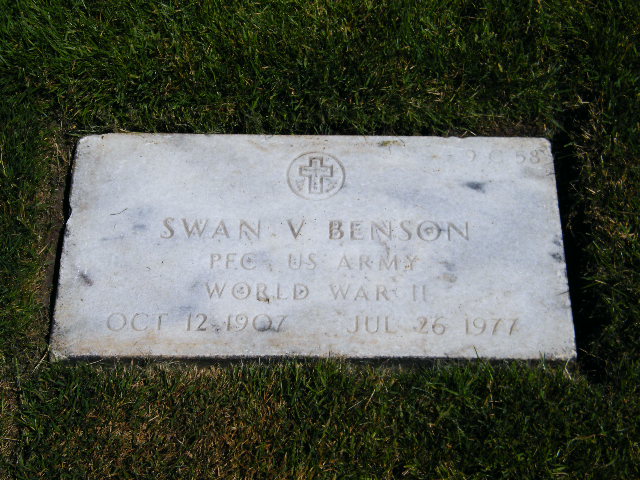 SWAN V BENSON
PFC US ARMY
WORLD WAR II
OCT 12 1907 JUL 26 1977